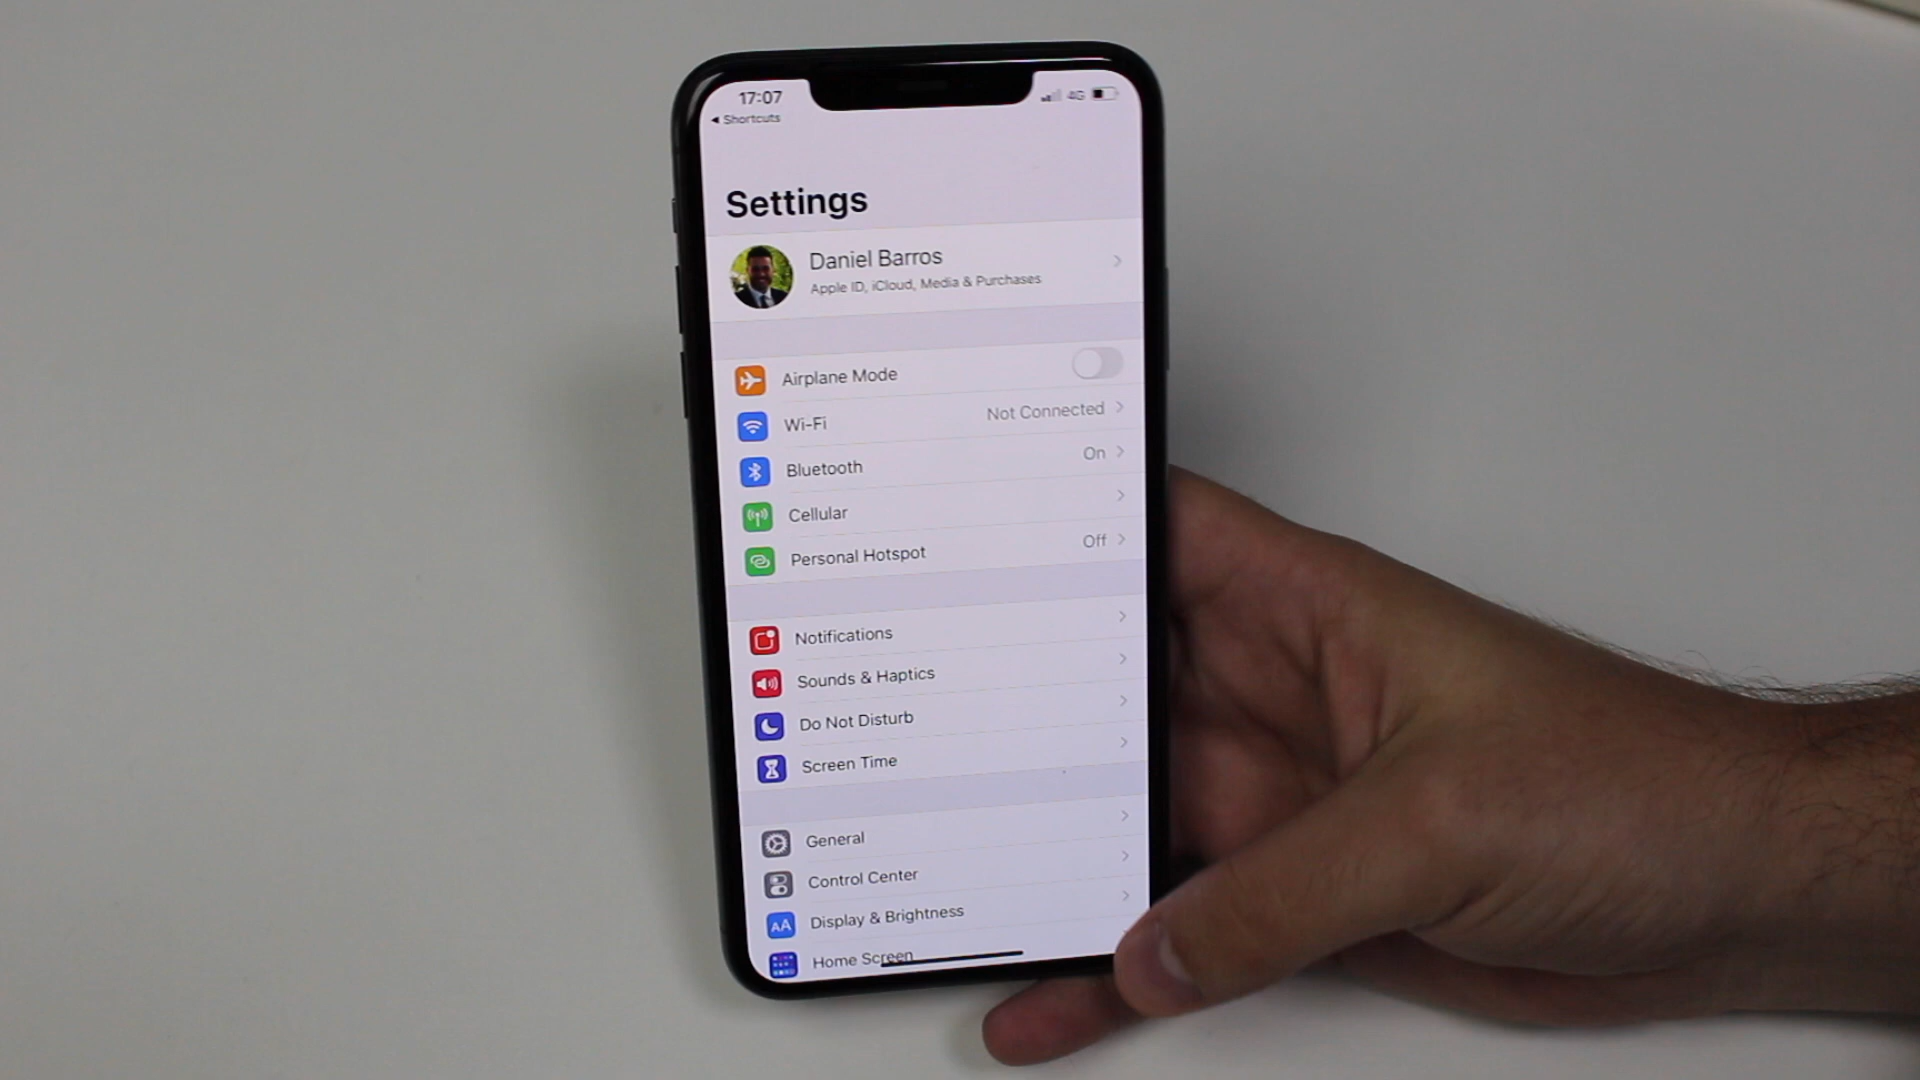 17:07
4G
◀ Shortcuts
Settings
Daniel Barros
Apple ID, iCloud, Media & Purchases
Airplane Mode
Wi-Fi Not Connected
Bluetooth On
Cellular
Personal Hotspot Off
Notifications
Sounds & Haptics
Do Not Disturb
Screen Time
General
Control Center
AA Display & Brightness
Home Screen